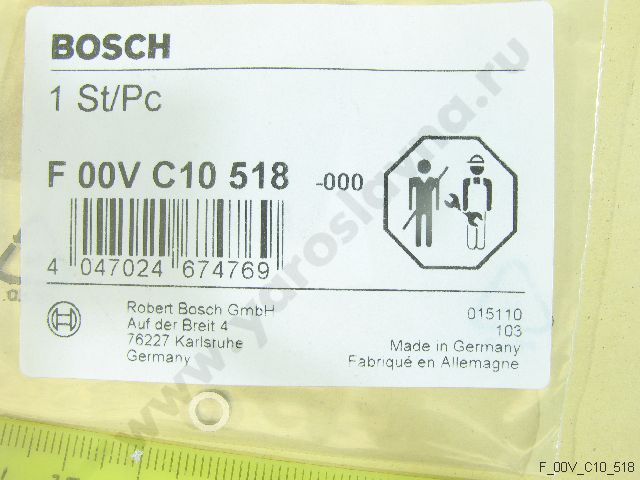 BOSCH
1 St/Pc
F 00V C10 518 -000
4 047024 674769
Robert Bosch GmbH
Auf der Breit 4
76227 Karlsruhe
Germany
015110
103
Made in Germany
Fabriqué en Allemagne
www.yaroslavna.ru
15
F_00V_C10_518